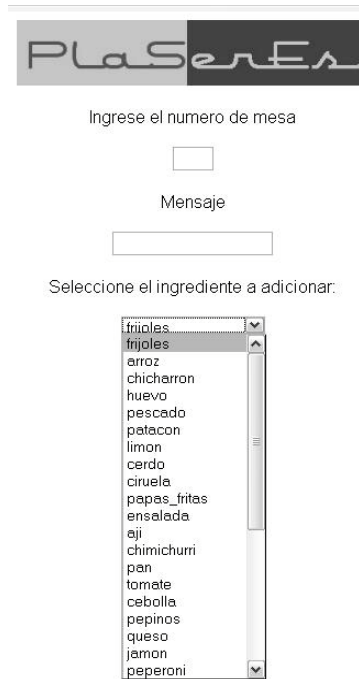 PLaSerEs
Ingrese el numero de mesa
Mensaje
Seleccione el ingrediente a adicionar:
frijoles
frijoles
arroz
chicharron
huevo
pescado
patacon
limon
cerdo
ciruela
papas_fritas
ensalada
aji
chimichurri
pan
tomate
cebolla
pepinos
queso
jamon
peperoni